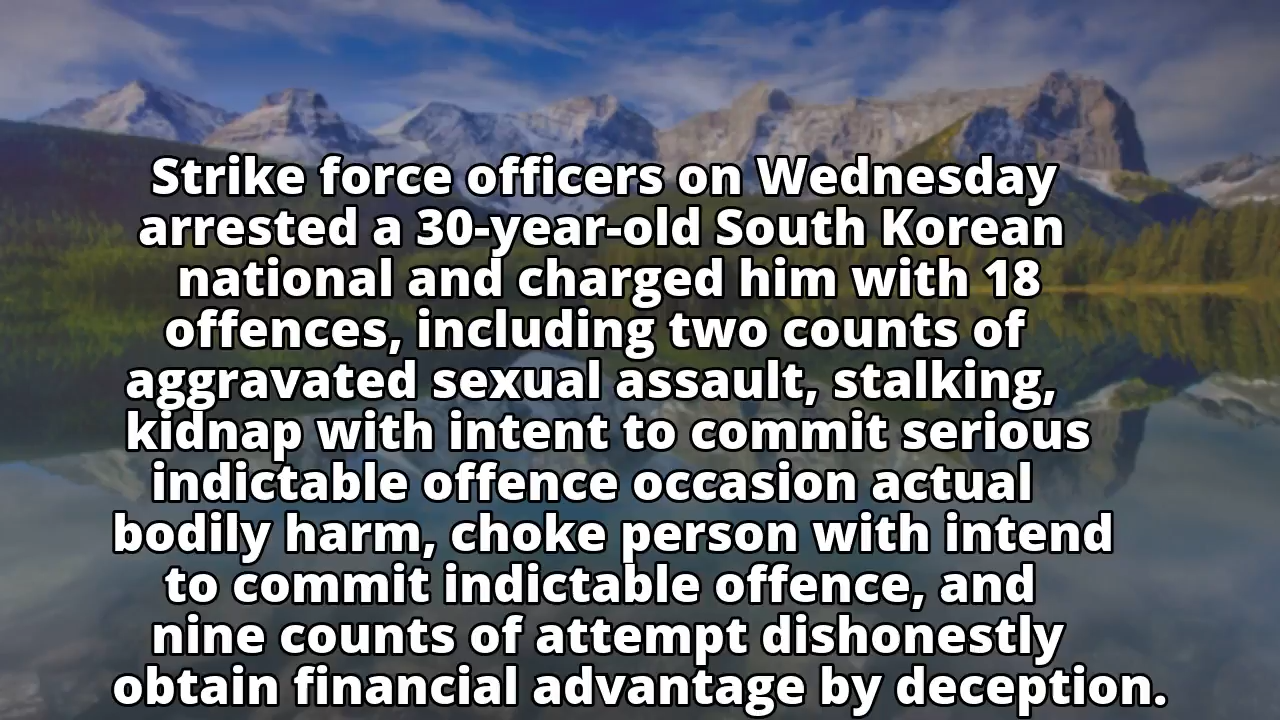 Strike force officers on Wednesday
arrested a 30-year-old South Korean
national and charged him with 18
offences, including two counts of
aggravated sexual assault, stalking,
kidnap with intent to commit serious
indictable offence occasion actual
bodily harm, choke person with intend
to commit indictable offence, and
nine counts of attempt dishonestly
obtain financial advantage by deception.